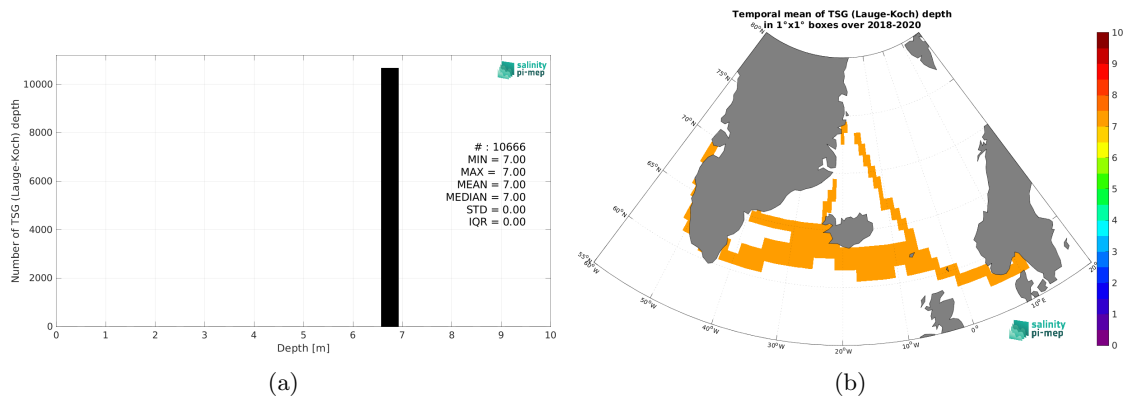 10000
8000
6000
4000
2000
0
Number of TSG (Lauge-Koch) depth
salinity
pi-mep
# : 10666
MIN = 7.00
MAX = 7.00
MEAN = 7.00
MEDIAN = 7.00
STD = 0.00
IQR = 0.00
0 1 2 3 4 5 6 7 8 9 10
Depth [m]
(a)
Temporal mean of TSG (Lauge-Koch) depth
in 1°x1° boxes over 2018-2020
80°N
75°N
70°N
65°N
60°N
55°N
60°W
50°W
40°W
30°W
20°W
10°W
0°
10°E
salinity
pi-mep
10
9
8
7
6
5
4
3
2
1
0
(b)